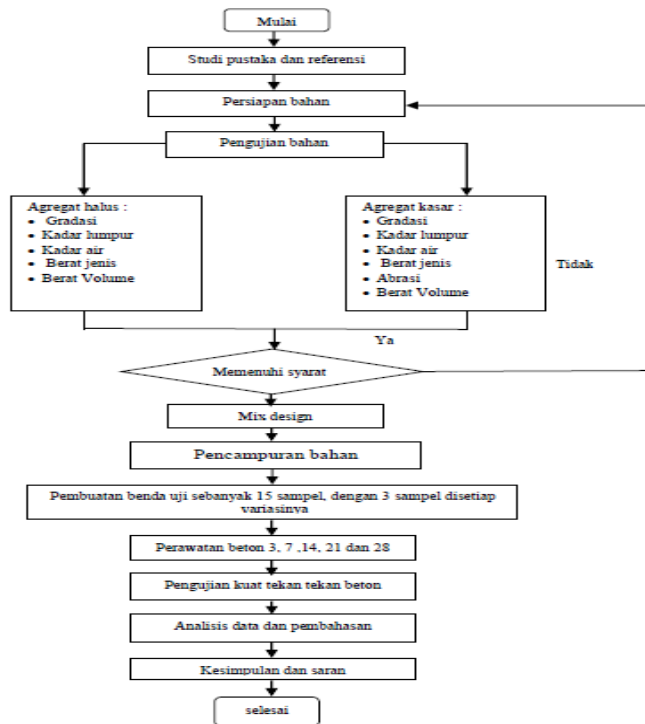 Mulai
Studi pustaka dan referensi
Persiapan bahan
Pengujian bahan
Agregat halus :
• Gradasi
• Kadar lumpur
• Kadar air
• Berat jenis
• Berat Volume
Agregat kasar :
• Gradasi
• Kadar lumpur
• Kadar air
• Berat jenis
• Abrasi
• Berat Volume
Tidak
Ya
Memenuhi syarat
Mix design
Pencampuran bahan
Pembuatan benda uji sebanyak 15 sampel, dengan 3 sampel disetiap
variasinya
Perawatan beton 3, 7 ,14, 21 dan 28
Pengujian kuat tekan tekan beton
Analisis data dan pembahasan
Kesimpulan dan saran
selesai